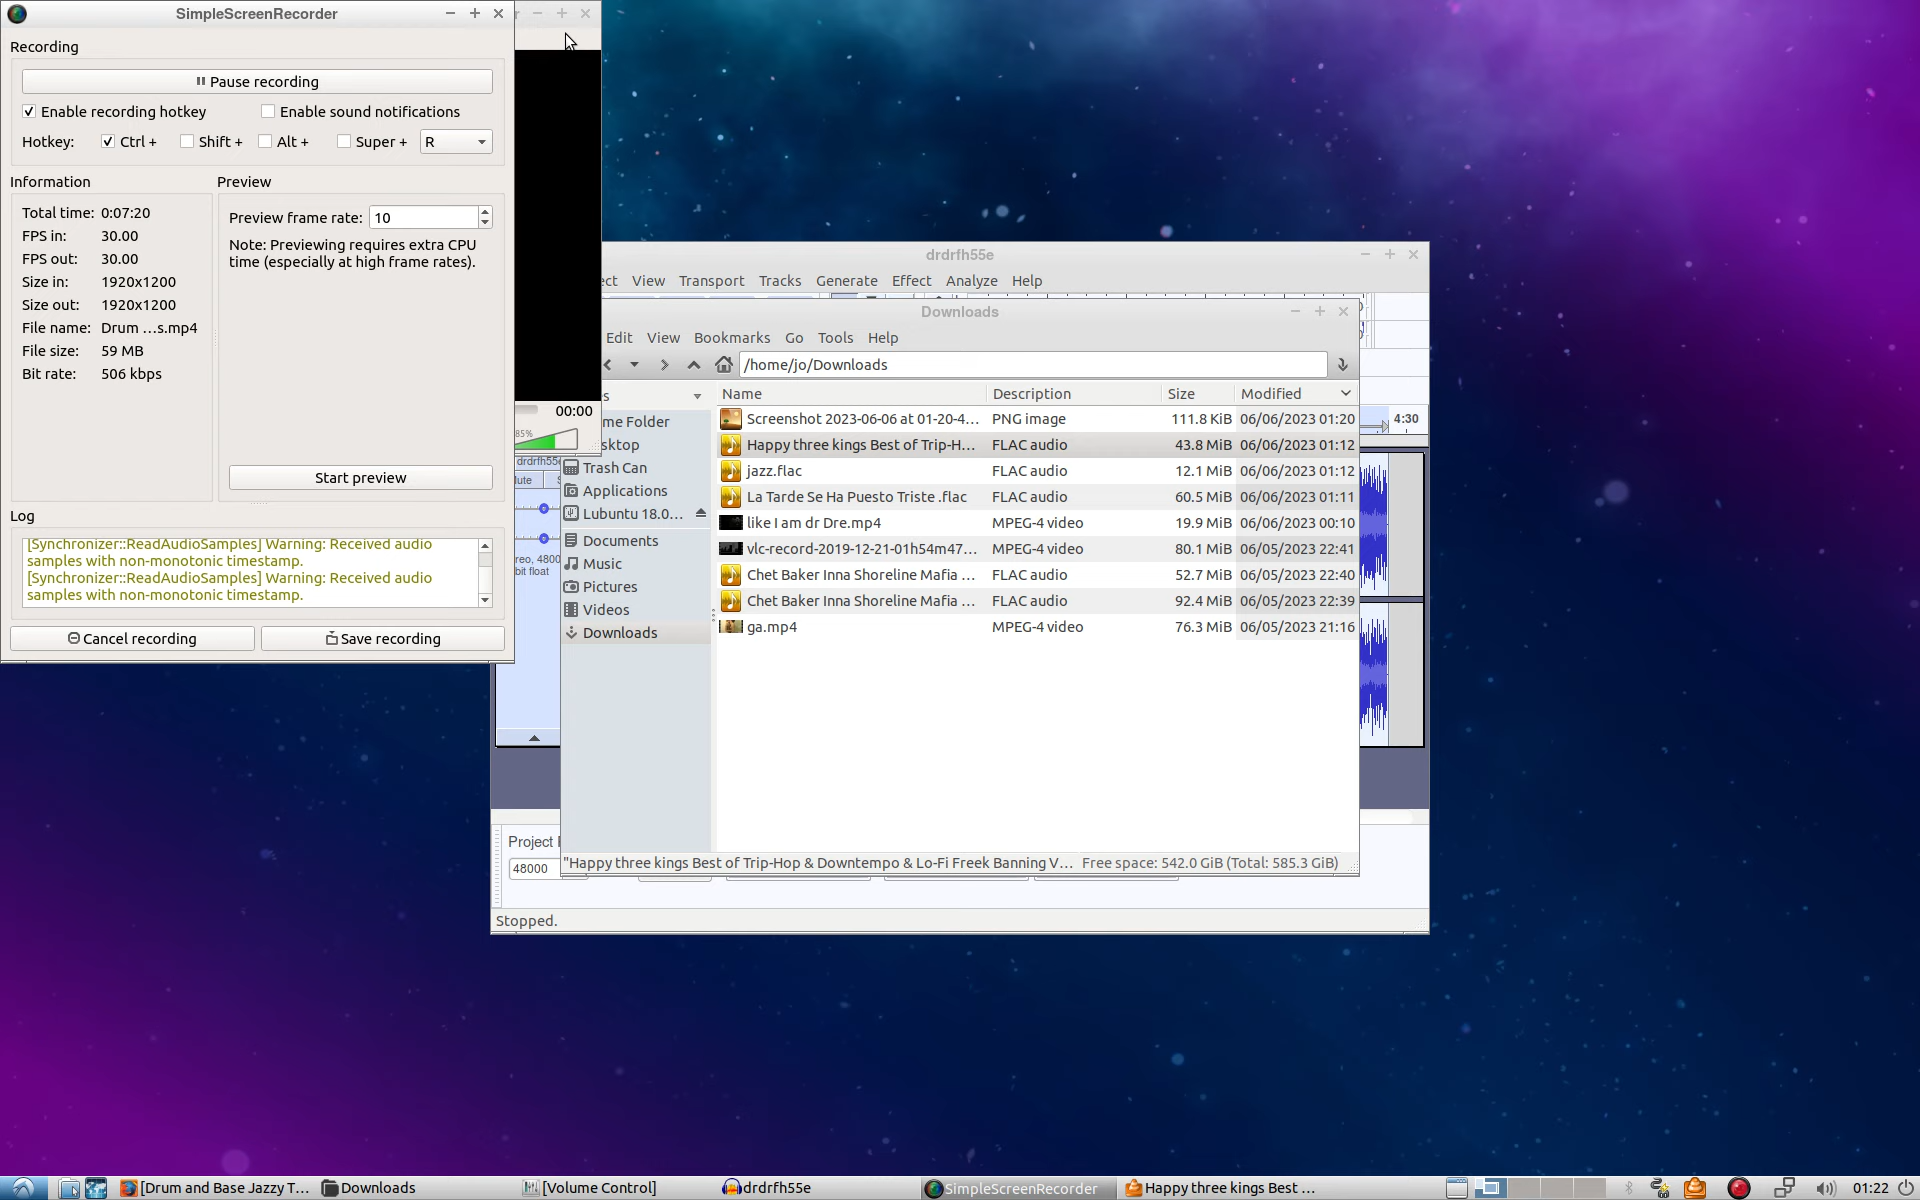 SimpleScreenRecorder
Recording
Pause recording
Enable recording hotkey
Enable sound notifications
Hotkey:
Ctrl +
Shift +
Alt +
Super +
R
Information
Preview
Total time: 0:07:20
FPS in: 30.00
FPS out: 30.00
Size in: 1920x1200
Size out: 1920x1200
File name: Drum ...s.mp4
File size: 59 MB
Bit rate: 506 kbps
Preview frame rate: 10
Note: Previewing requires extra CPU
time (especially at high frame rates).
Start preview
Log
[Synchronizer::ReadAudioSamples] Warning: Received audio
samples with non-monotonic timestamp.
[Synchronizer::ReadAudioSamples] Warning: Received audio
samples with non-monotonic timestamp.
Cancel recording
Save recording
00:00
85%
drdrfh55e
ect View Transport Tracks Generate Effect Analyze Help
4:30
drdrfh55e
lute
reo, 4800
bit float
Project
48000
Stopped.
Downloads
Edit View Bookmarks Go Tools Help
/home/jo/Downloads
s
me Folder
sktop
Trash Can
Applications
Lubuntu 18.0...
Documents
Music
Pictures
Videos
Downloads
Name Description Size Modified
Screenshot 2023-06-06 at 01-20-4... PNG image 111.8 KiB 06/06/2023 01:20
Happy three kings Best of Trip-H... FLAC audio 43.8 MiB 06/06/2023 01:12
jazz.flac FLAC audio 12.1 MiB 06/06/2023 01:12
La Tarde Se Ha Puesto Triste .flac FLAC audio 60.5 MiB 06/06/2023 01:11
like I am dr Dre.mp4 MPEG-4 video 19.9 MiB 06/06/2023 00:10
vlc-record-2019-12-21-01h54m47... MPEG-4 video 80.1 MiB 06/05/2023 22:41
Chet Baker Inna Shoreline Mafia ... FLAC audio 52.7 MiB 06/05/2023 22:40
Chet Baker Inna Shoreline Mafia ... FLAC audio 92.4 MiB 06/05/2023 22:39
ga.mp4 MPEG-4 video 76.3 MiB 06/05/2023 21:16
"Happy three kings Best of Trip-Hop & Downtempo & Lo-Fi Freek Banning V... Free space: 542.0 GiB (Total: 585.3 GiB)
[Drum and Base Jazzy T...
Downloads
[Volume Control]
drdrfh55e
SimpleScreenRecorder
Happy three kings Best ...
01:22